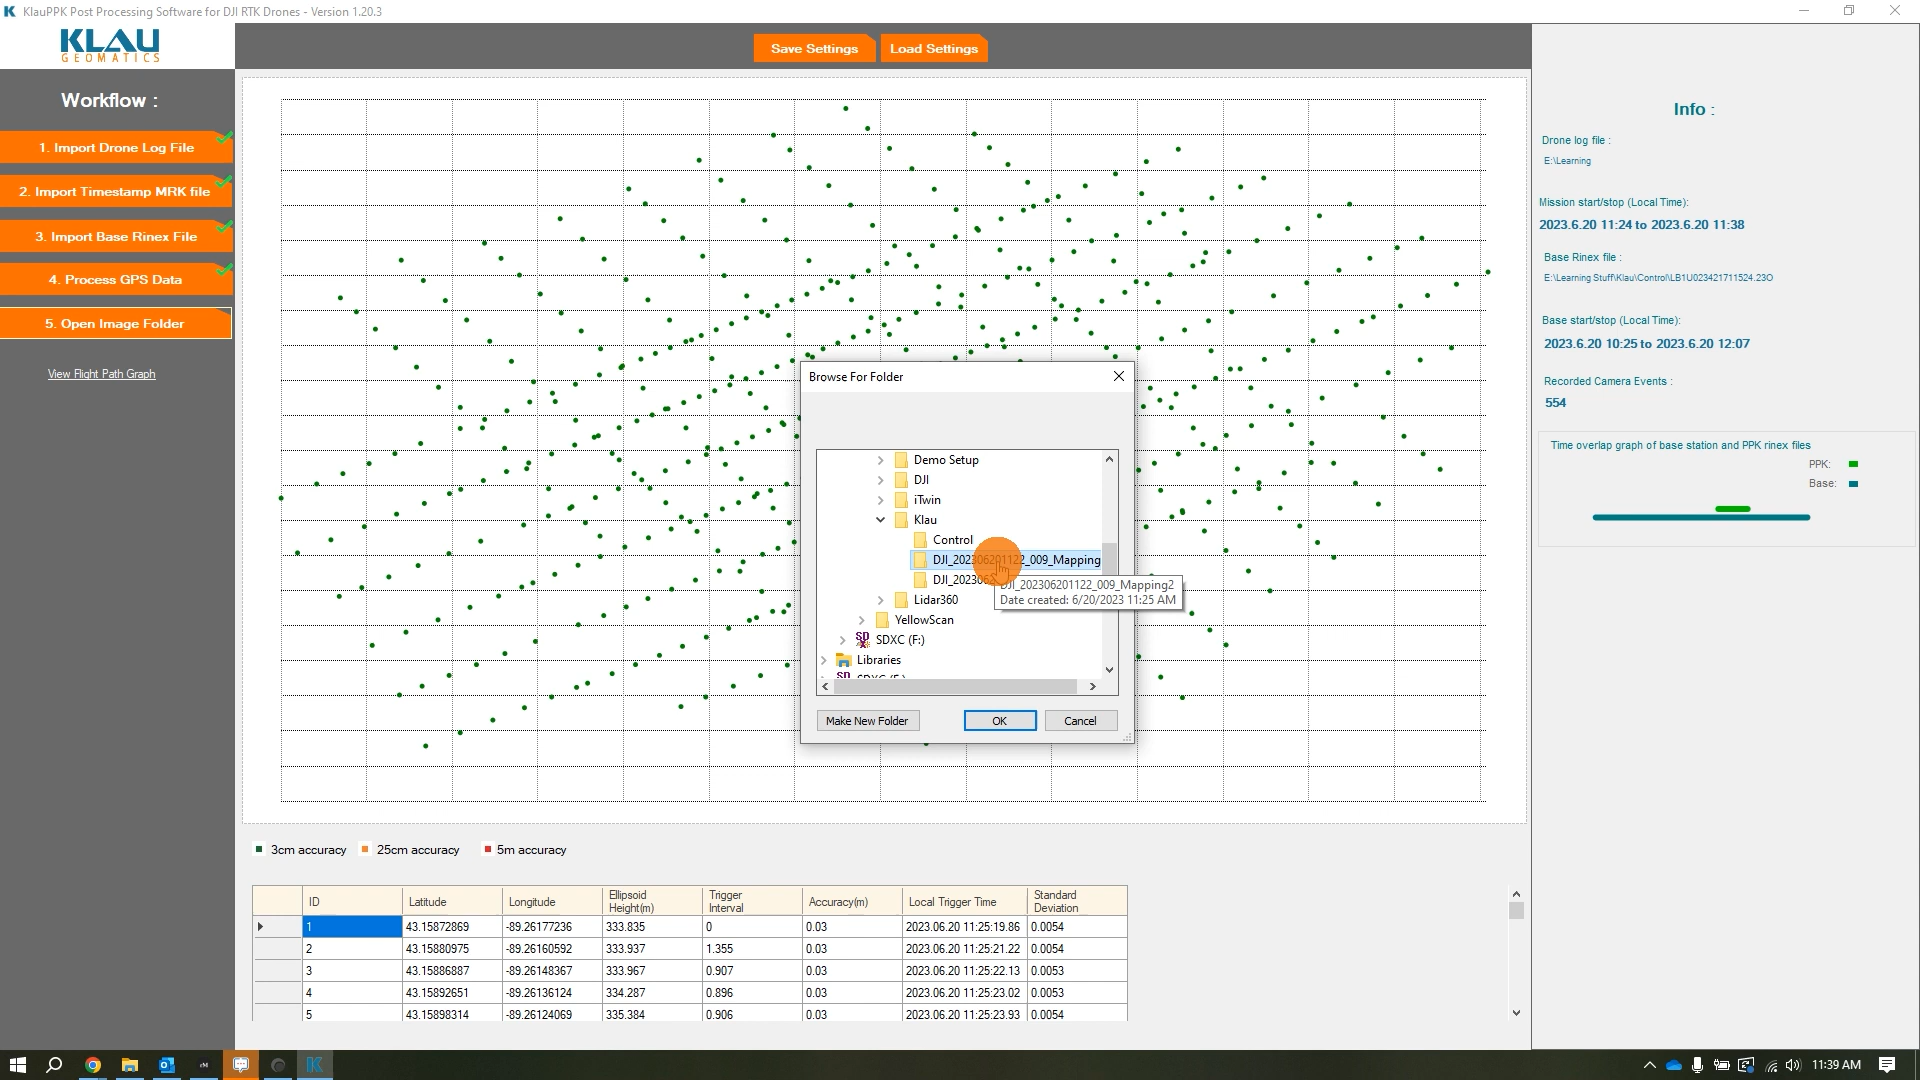 KlauPPK Post Processing Software for DJI RTK Drones - Version 1.20.3
KLAU
GEOMATICS
Save Settings
Load Settings
Workflow :
1. Import Drone Log File
2. Import Timestamp MRK file
3. Import Base Rinex File
4. Process GPS Data
5. Open Image Folder
View Flight Path Graph
Browse For Folder
Demo Setup
DJI
iTwin
Klau
Control
DJI_202306201122_009_Mapping
DJI_202306
DJI_202306201122_009_Mapping2
Date created: 6/20/2023 11:25 AM
Lidar360
YellowScan
SDXC (F:)
Libraries
Make New Folder
OK
Cancel
3cm accuracy
25cm accuracy
5m accuracy
ID Latitude Longitude Ellipsoid Height(m) Trigger Interval Accuracy(m) Local Trigger Time Standard Deviation
1 43.15872869 -89.26177236 333.835 0 0.03 2023.06.20 11:25:19.86 0.0054
2 43.15880975 -89.26160592 333.937 1.355 0.03 2023.06.20 11:25:21.22 0.0054
3 43.15886887 -89.26148367 333.967 0.907 0.03 2023.06.20 11:25:22.13 0.0053
4 43.15892651 -89.26136124 334.287 0.896 0.03 2023.06.20 11:25:23.02 0.0053
5 43.15898314 -89.26124069 335.384 0.906 0.03 2023.06.20 11:25:23.93 0.0054
Info :
Drone log file :
E:\Learning
Mission start/stop (Local Time):
2023.6.20 11:24 to 2023.6.20 11:38
Base Rinex file :
E:\Learning Stuff\Klau\Control\LB1U023421711524.23O
Base start/stop (Local Time):
2023.6.20 10:25 to 2023.6.20 12:07
Recorded Camera Events :
554
Time overlap graph of base station and PPK rinex files
PPK:
Base:
11:39 AM